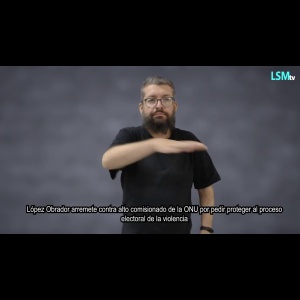 LSMtv
López Obrador arremete contra alto comisionado de la ONU por pedir proteger al proceso
electoral de la violencia